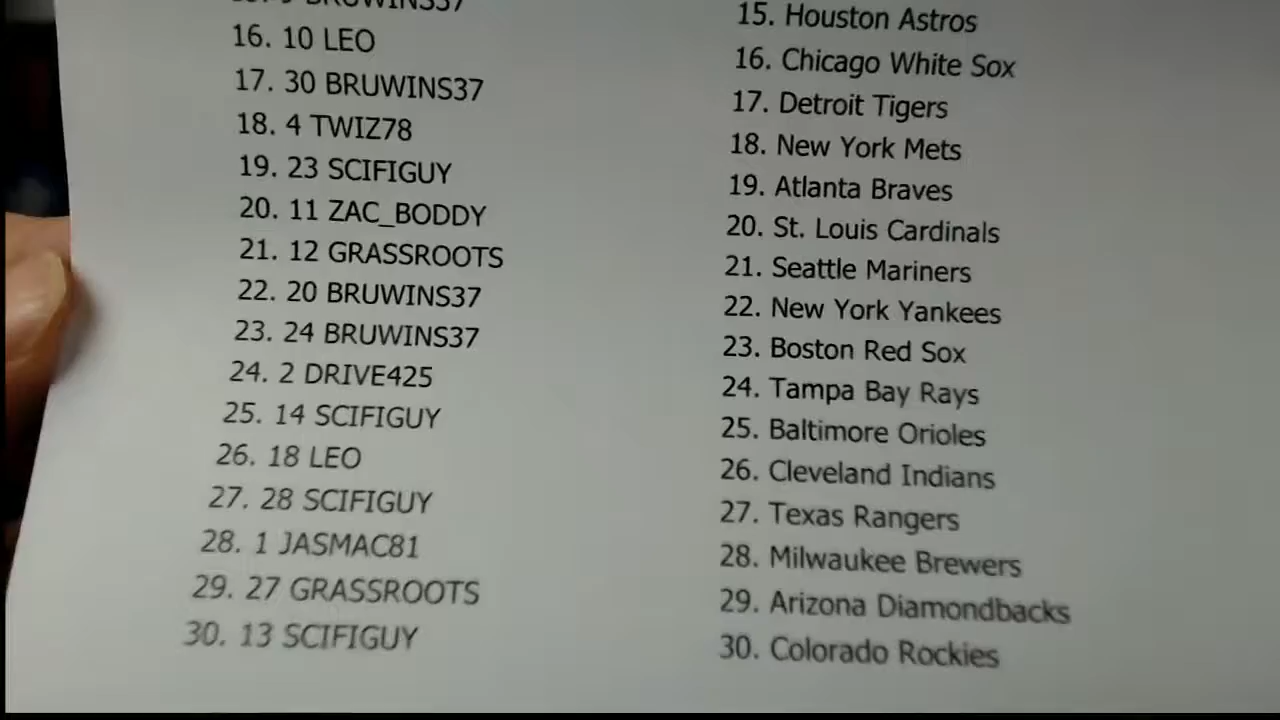 BRUWINS37
16. 10 LEO
17. 30 BRUWINS37
18. 4 TWIZ78
19. 23 SCIFIGUY
20. 11 ZAC_BODDY
21. 12 GRASSROOTS
22. 20 BRUWINS37
23. 24 BRUWINS37
24. 2 DRIVE425
25. 14 SCIFIGUY
26. 18 LEO
27. 28 SCIFIGUY
28. 1 JASMAC81
29. 27 GRASSROOTS
30. 13 SCIFIGUY
15. Houston Astros
16. Chicago White Sox
17. Detroit Tigers
18. New York Mets
19. Atlanta Braves
20. St. Louis Cardinals
21. Seattle Mariners
22. New York Yankees
23. Boston Red Sox
24. Tampa Bay Rays
25. Baltimore Orioles
26. Cleveland Indians
27. Texas Rangers
28. Milwaukee Brewers
29. Arizona Diamondbacks
30. Colorado Rockies